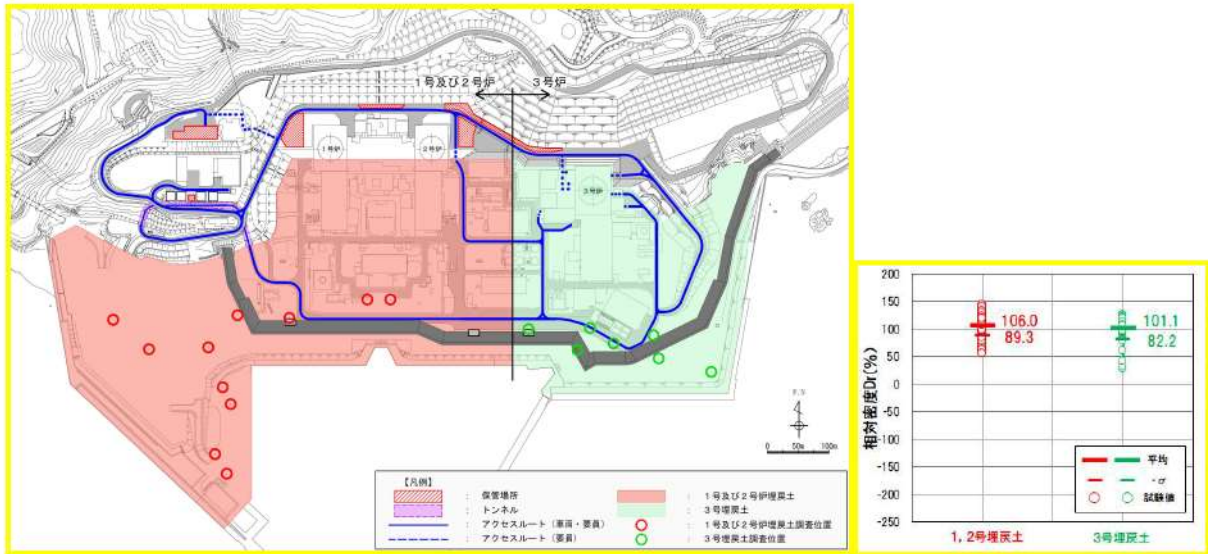 1号及び2号炉 3号炉
1号炉
2号炉
3号炉
P.N
0 50m 100m
【凡例】
： 保管場所
： トンネル
： アクセスルート（車両・要員）
： アクセスルート（要員）
： 1号及び2号炉埋戻土
： 3号埋戻土
： 1号及び2号炉埋戻土調査位置
： 3号埋戻土調査位置
相対密度Dr(%)
200
150
100
50
0
-50
-100
-150
-200
-250
106.0
89.3
101.1
82.2
平均
-σ
試験値
1，2号埋戻土
3号埋戻土